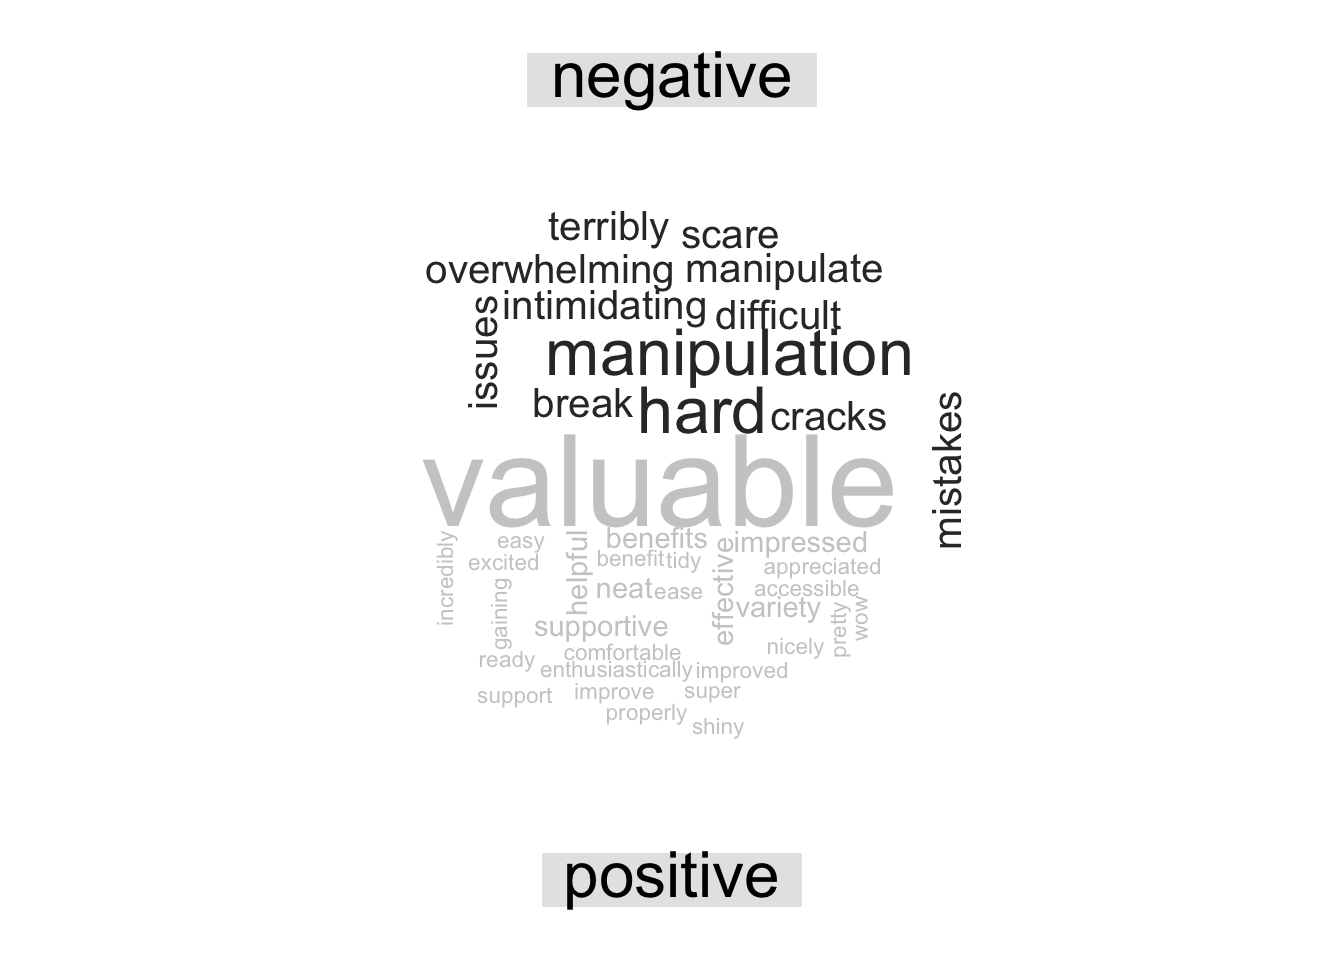 negative
terribly
scare
overwhelming
manipulate
intimidating
difficult
issues
manipulation
break
hard
cracks
mistakes
valuable
incredibly
easy
helpful
benefits
effective
impressed
excited
benefit
tidy
appreciated
gaining
neat
ease
accessible
variety
pretty
wow
supportive
nicely
comfortable
ready
enthusiastically
improved
support
improve
super
properly
shiny
positive